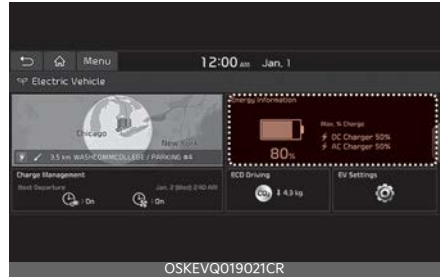 Menu
12:00 AM Jan, 1
Electric Vehicle
Chicago
New York
3.5 km WASHCOMMCOLLEBE / PARKING #4
Energy Information
Max. % Charge
DC Charger 50%
AC Charger 50%
80%
Charge Management
Next Departure
Jan. 2 (Wed) 2:40 AM
: On
: On
ECO Driving
CO₂
4.3 kg
EV Settings
OSKEVQ019021CR